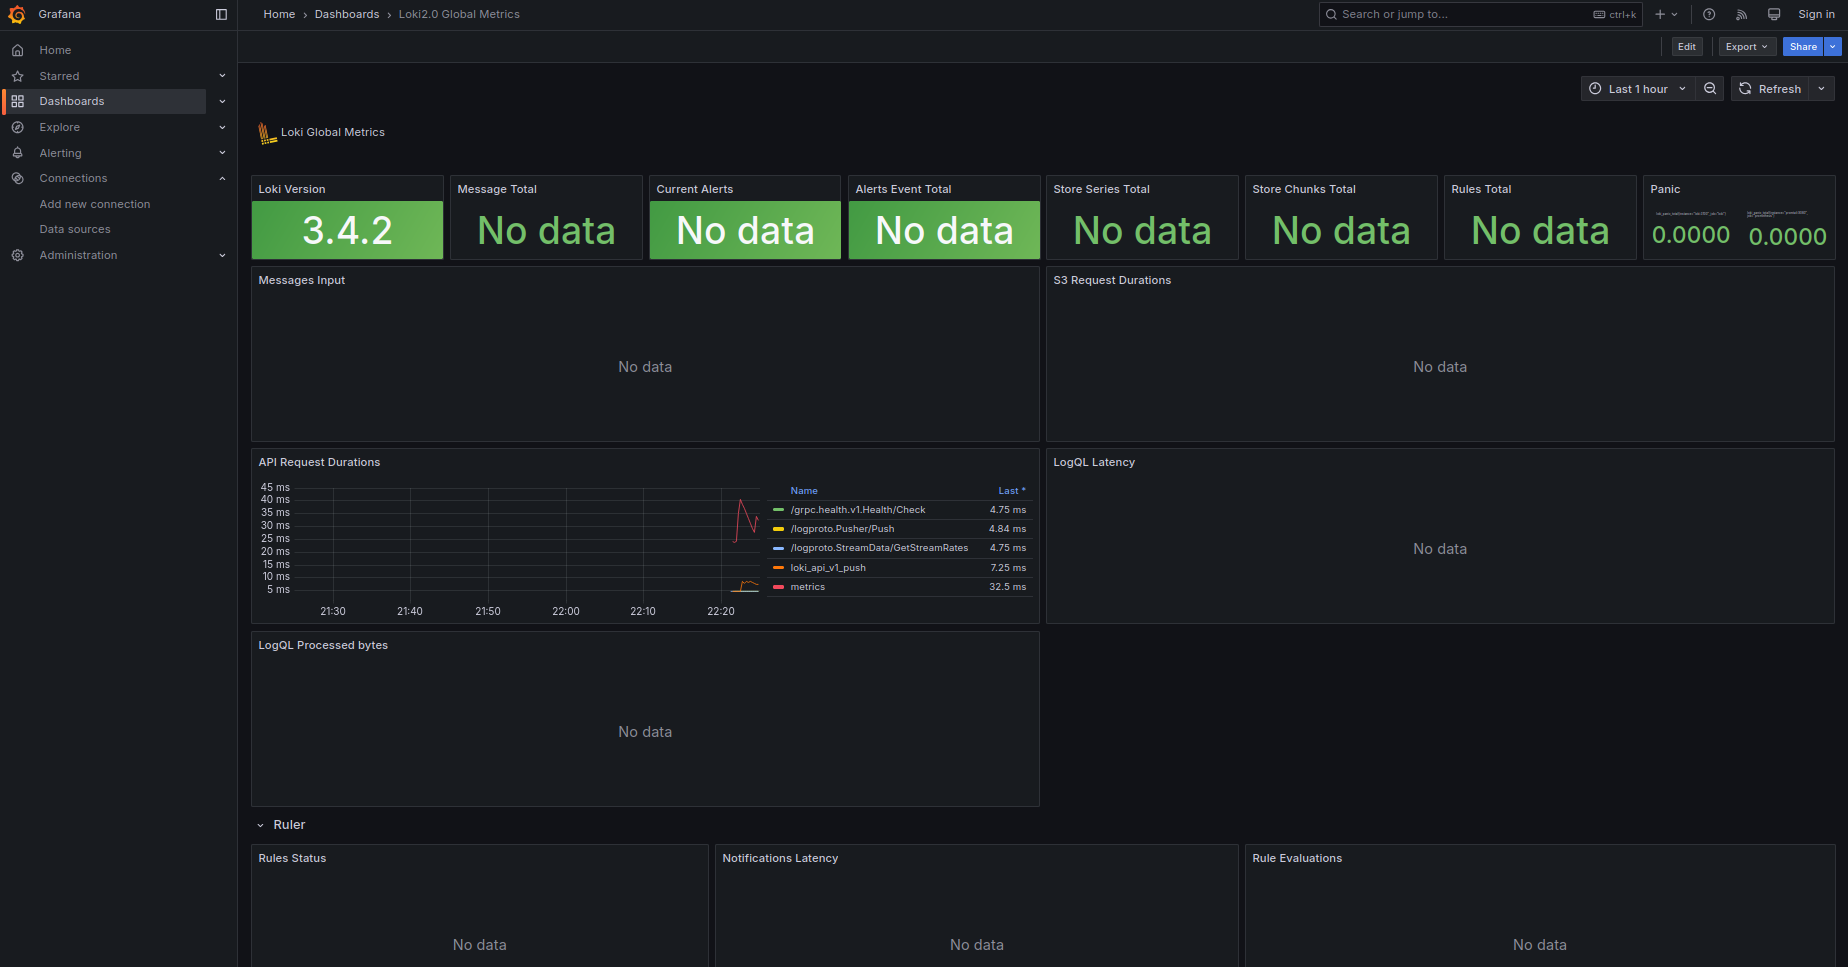 Grafana
Home › Dashboards › Loki2.0 Global Metrics
Search or jump to...
ctrl+k
Sign in
Home
Starred
Dashboards
Explore
Alerting
Connections
Add new connection
Data sources
Administration
Edit
Export
Share
Last 1 hour
Refresh
Loki Global Metrics
Loki Version
3.4.2
Message Total
No data
Current Alerts
No data
Alerts Event Total
No data
Store Series Total
No data
Store Chunks Total
No data
Rules Total
No data
Panic
0.0000
0.0000
Messages Input
No data
S3 Request Durations
No data
API Request Durations
45 ms
40 ms
35 ms
30 ms
25 ms
20 ms
15 ms
10 ms
5 ms
21:30 21:40 21:50 22:00 22:10 22:20
Name Last *
/grpc.health.v1.Health/Check 4.75 ms
/logproto.Pusher/Push 4.84 ms
/logproto.StreamData/GetStreamRates 4.75 ms
loki_api_v1_push 7.25 ms
metrics 32.5 ms
LogQL Latency
No data
LogQL Processed bytes
No data
Ruler
Rules Status
No data
Notifications Latency
No data
Rule Evaluations
No data